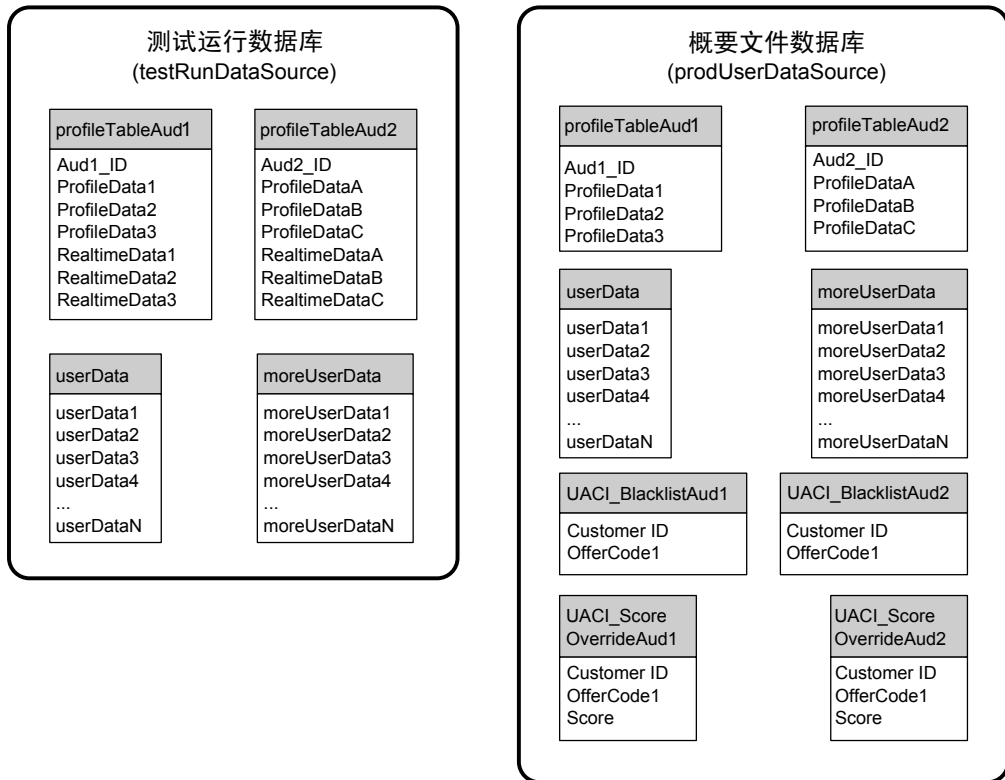 测试运行数据库
(testRunDataSource)
profileTableAud1
Aud1_ID
ProfileData1
ProfileData2
ProfileData3
RealtimeData1
RealtimeData2
RealtimeData3
profileTableAud2
Aud2_ID
ProfileDataA
ProfileDataB
ProfileDataC
RealtimeDataA
RealtimeDataB
RealtimeDataC
userData
userData1
userData2
userData3
userData4
...
userDataN
moreUserData
moreUserData1
moreUserData2
moreUserData3
moreUserData4
...
moreUserDataN
概要文件数据库
(prodUserDataSource)
profileTableAud1
Aud1_ID
ProfileData1
ProfileData2
ProfileData3
profileTableAud2
Aud2_ID
ProfileDataA
ProfileDataB
ProfileDataC
userData
userData1
userData2
userData3
userData4
...
userDataN
moreUserData
moreUserData1
moreUserData2
moreUserData3
moreUserData4
...
moreUserDataN
UACI_BlacklistAud1
Customer ID
OfferCode1
UACI_BlacklistAud2
Customer ID
OfferCode1
UACI_Score
OverrideAud1
Customer ID
OfferCode1
Score
UACI_Score
OverrideAud2
Customer ID
OfferCode1
Score